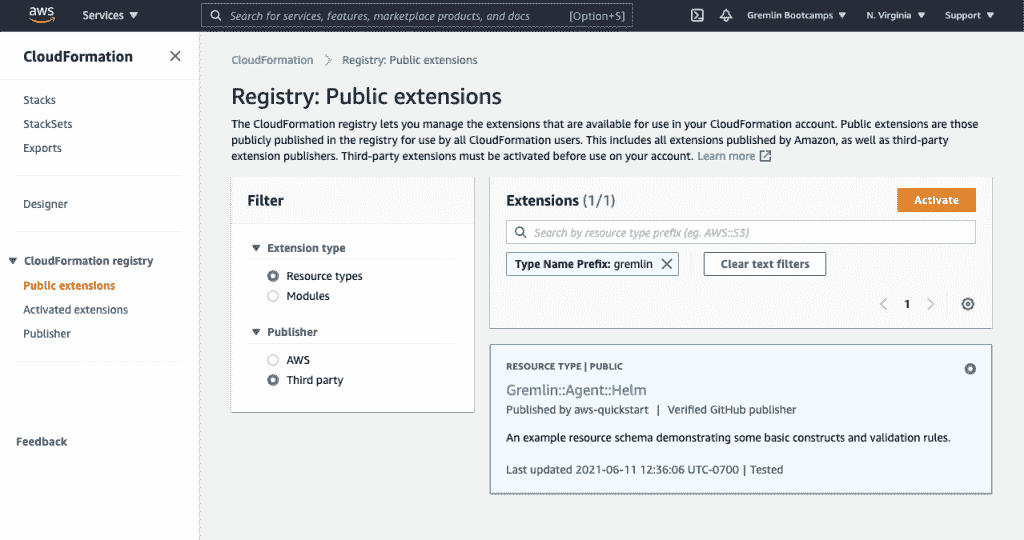 aws
Services
Search for services, features, marketplace products, and docs
[Option+S]
Gremlin Bootcamps
N. Virginia
Support
CloudFormation
Stacks
StackSets
Exports
Designer
CloudFormation registry
Public extensions
Activated extensions
Publisher
Feedback
CloudFormation
Registry: Public extensions
Registry: Public extensions
The CloudFormation registry lets you manage the extensions that are available for use in your CloudFormation account. Public extensions are those
publicly published in the registry for use by all CloudFormation users. This includes all extensions published by Amazon, as well as third-party
extension publishers. Third-party extensions must be activated before use on your account. Learn more
Filter
Extension type
Resource types
Modules
Publisher
AWS
Third party
Extensions (1/1)
Activate
Search by resource type prefix (eg. AWS::S3)
Type Name Prefix: gremlin
Clear text filters
1
RESOURCE TYPE | PUBLIC
Gremlin::Agent::Helm
Published by aws-quickstart | Verified GitHub publisher
An example resource schema demonstrating some basic constructs and validation rules.
Last updated 2021-06-11 12:36:06 UTC-0700 | Tested